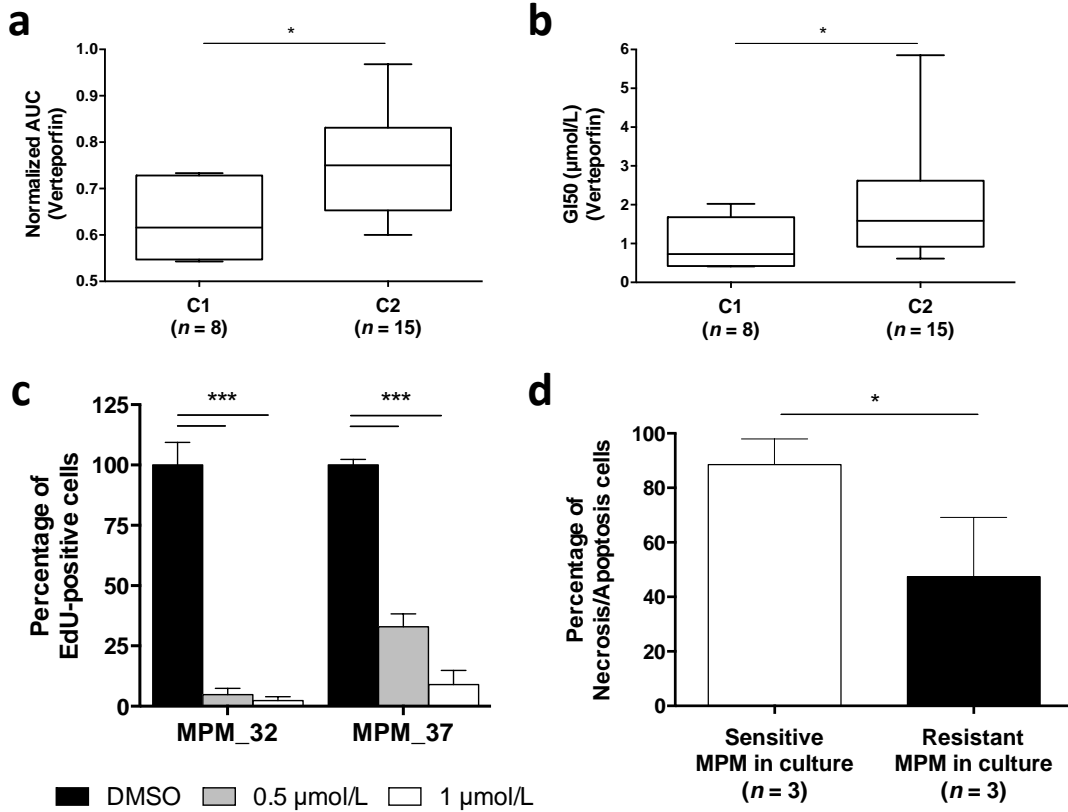 a
*
Normalized AUC
(Verteporfin)
1.0
0.9
0.8
0.7
0.6
0.5
C1
(n = 8)
C2
(n = 15)
b
*
GI50 (µmol/L)
(Verteporfin)
6
5
4
3
2
1
0
C1
(n = 8)
C2
(n = 15)
c
Percentage of
EdU-positive cells
125
100
75
50
25
0
***
***
MPM_32
MPM_37
DMSO
0.5 µmol/L
1 µmol/L
d
*
Percentage of
Necrosis/Apoptosis cells
100
80
60
40
20
0
Sensitive
MPM in culture
(n = 3)
Resistant
MPM in culture
(n = 3)